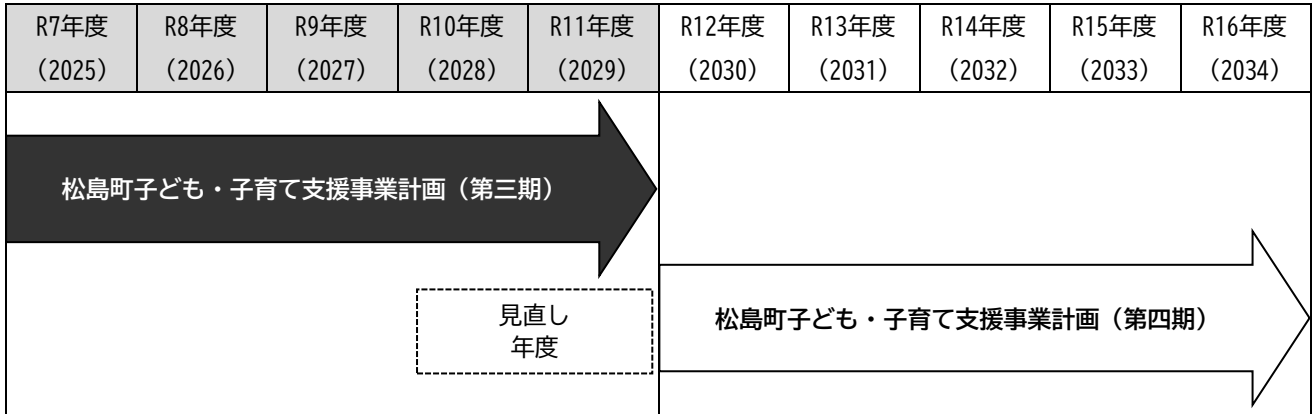 R7年度 R8年度 R9年度 R10年度 R11年度 R12年度 R13年度 R14年度 R15年度 R16年度
(2025) (2026) (2027) (2028) (2029) (2030) (2031) (2032) (2033) (2034)
松島町子ども・子育て支援事業計画（第三期）
見直し
年度
松島町子ども・子育て支援事業計画（第四期）